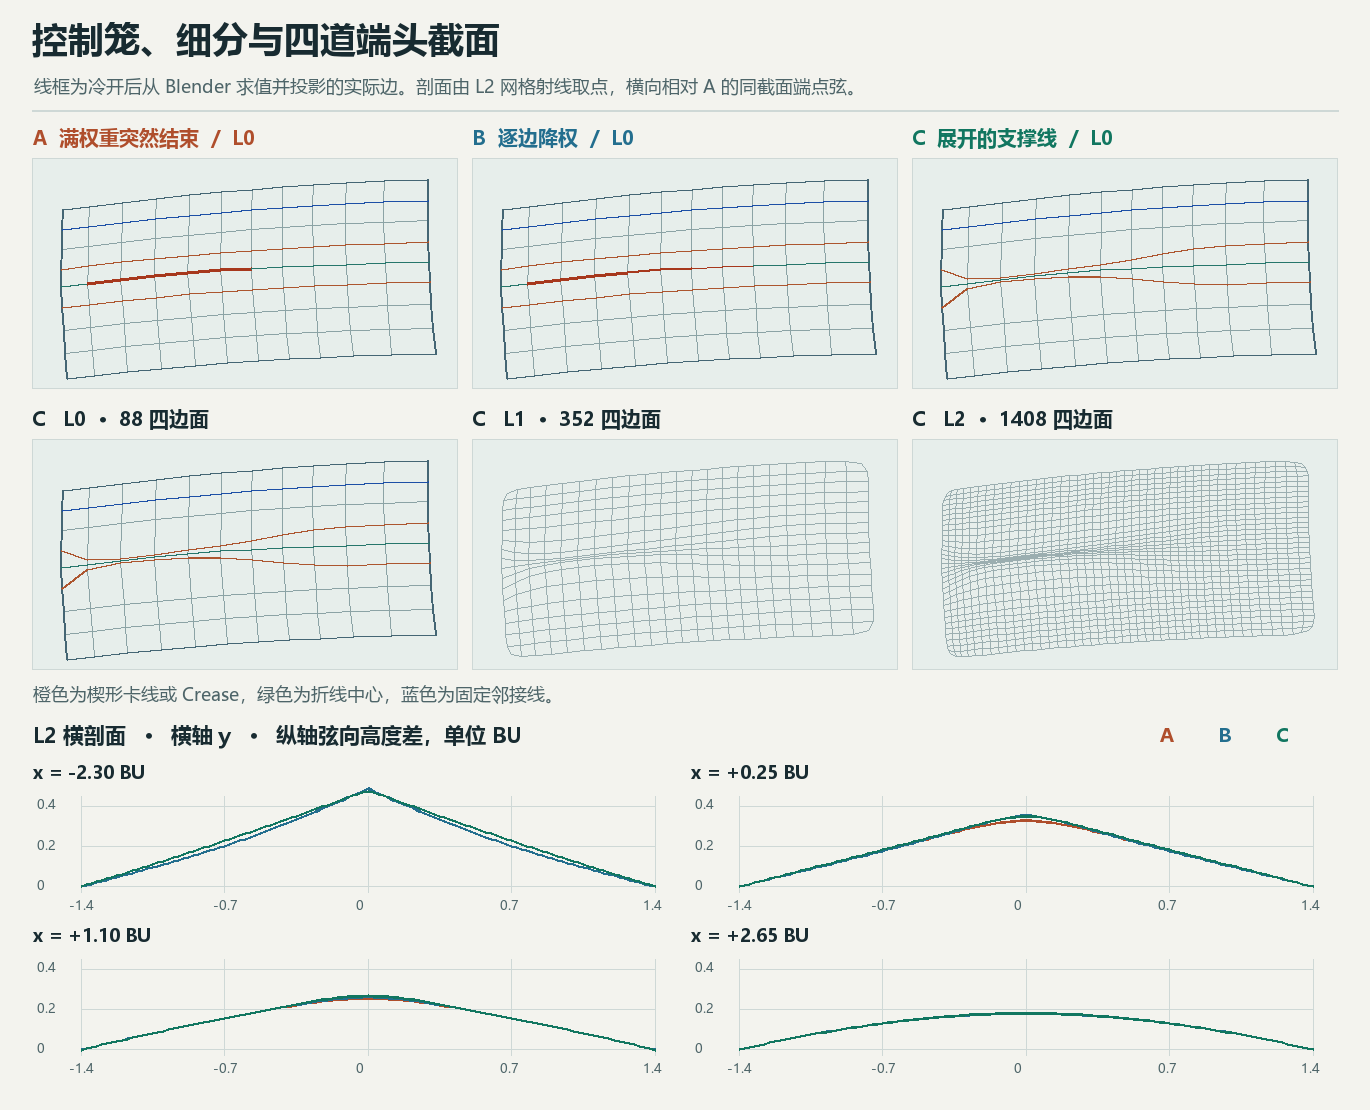 控制笼、细分与四道端头截面
线框为冷开后从 Blender 求值并投影的实际边。剖面由 L2 网格射线取点，横向相对 A 的同截面端点弦。
A 满权重突然结束 / L0
B 逐边降权 / L0
C 展开的支撑线 / L0
C L0 • 88 四边面
C L1 • 352 四边面
C L2 • 1408 四边面
橙色为楔形卡线或 Crease，绿色为折线中心，蓝色为固定邻接线。
L2 横剖面 • 横轴 y • 纵轴弦向高度差，单位 BU
A B C
x = -2.30 BU
0.4
0.2
0
-1.4 -0.7 0 0.7 1.4
x = +0.25 BU
0.4
0.2
0
-1.4 -0.7 0 0.7 1.4
x = +1.10 BU
0.4
0.2
0
-1.4 -0.7 0 0.7 1.4
x = +2.65 BU
0.4
0.2
0
-1.4 -0.7 0 0.7 1.4